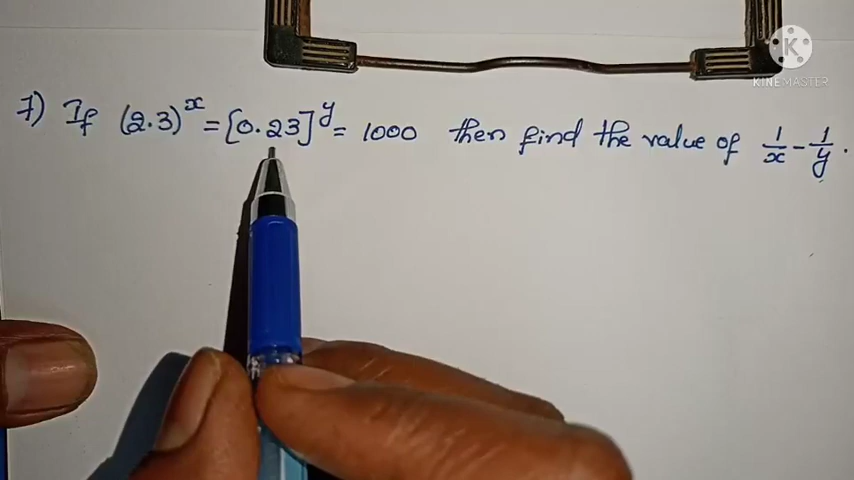 7) If (2.3)^x = [0.23]^y = 1000 then find the value of 1/x - 1/y.
K
KINEMASTER